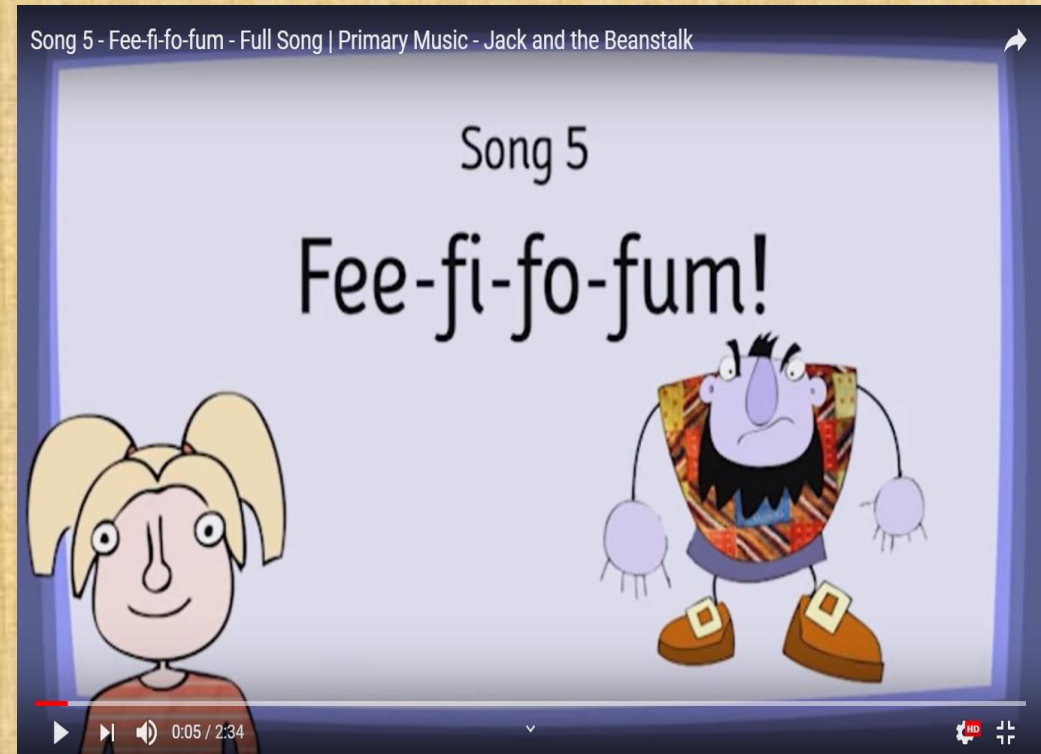 Song 5 - Fee-fi-fo-fum - Full Song | Primary Music - Jack and the Beanstalk
Song 5
Fee-fi-fo-fum!
0:05 / 2:34
HD